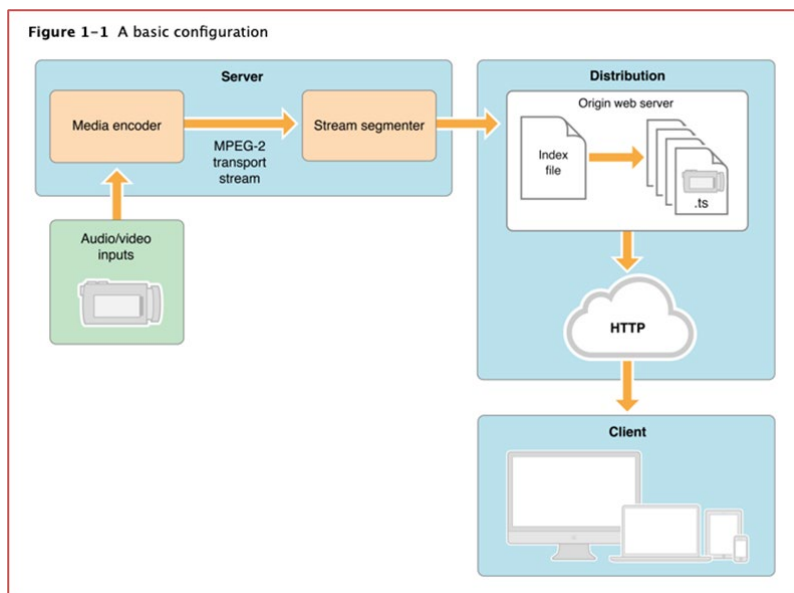 Figure 1-1 A basic configuration
Server
Media encoder
MPEG-2
transport
stream
Stream segmenter
Audio/video
inputs
Distribution
Origin web server
Index
file
.ts
HTTP
Client